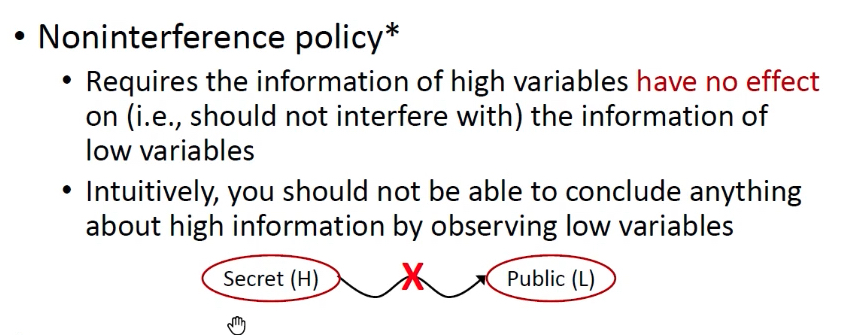 • Noninterference policy*
• Requires the information of high variables have no effect
on (i.e., should not interfere with) the information of
low variables
• Intuitively, you should not be able to conclude anything
about high information by observing low variables
Secret (H) X Public (L)